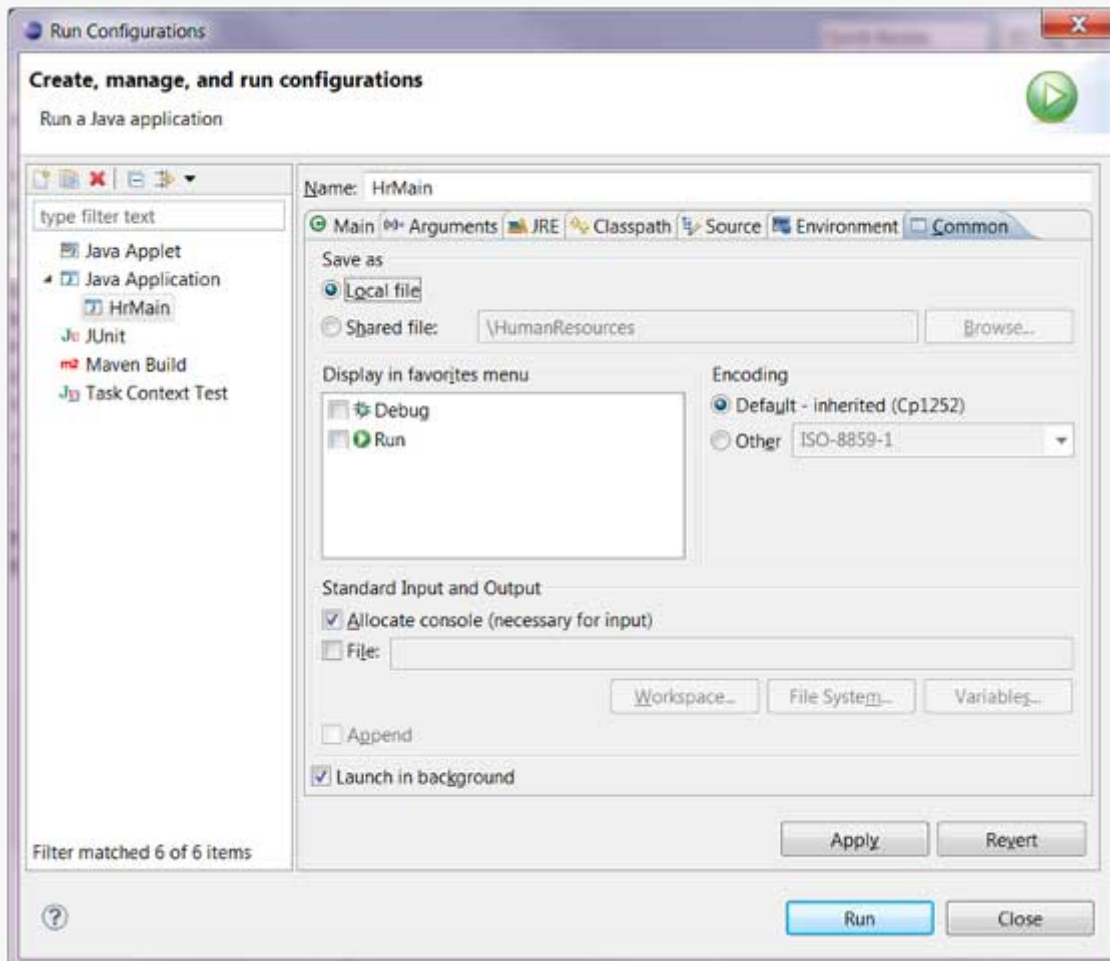 Run Configurations
Create, manage, and run configurations
Run a Java application
type filter text
Java Applet
Java Application
HrMain
JUnit
Maven Build
Task Context Test
Filter matched 6 of 6 items
Name: HrMain
Main Arguments JRE Classpath Source Environment Common
Save as
Local file
Shared file: \HumanResources Browse...
Display in favorites menu
Debug
Run
Encoding
Default - inherited (Cp1252)
Other ISO-8859-1
Standard Input and Output
Allocate console (necessary for input)
File:
Workspace... File System... Variables...
Append
Launch in background
Apply Revert
Run Close